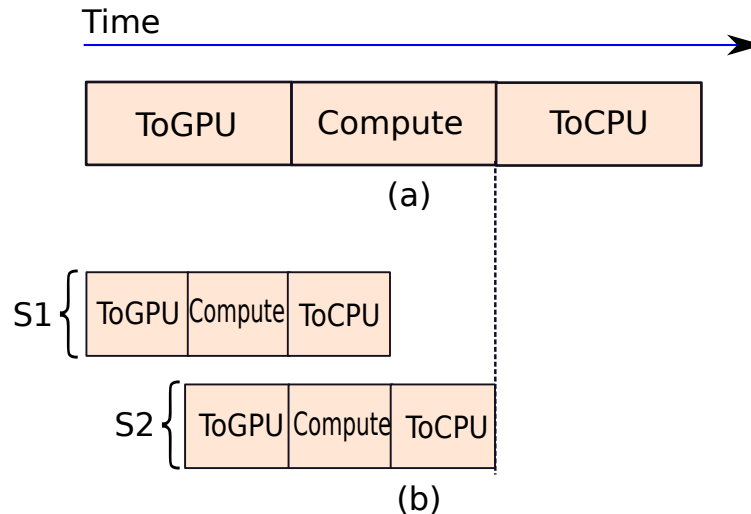 Time
ToGPU Compute ToCPU
(a)
S1 ToGPU Compute ToCPU
S2 ToGPU Compute ToCPU
(b)